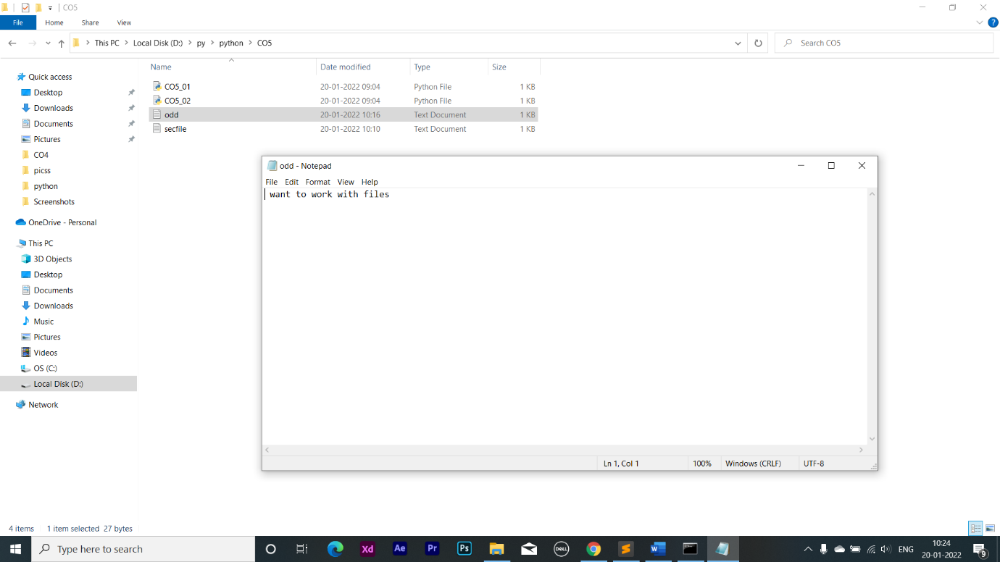 CO5
File Home Share View
This PC Local Disk (D:) py python CO5
Search CO5
Name Date modified Type Size
CO5_01 20-01-2022 09:04 Python File 1 KB
CO5_02 20-01-2022 09:04 Python File 1 KB
odd 20-01-2022 10:16 Text Document 1 KB
secfile 20-01-2022 10:10 Text Document 1 KB
Quick access
Desktop
Downloads
Documents
Pictures
CO4
picss
python
Screenshots
OneDrive - Personal
This PC
3D Objects
Desktop
Documents
Downloads
Music
Pictures
Videos
OS (C:)
Local Disk (D:)
Network
odd - Notepad
File Edit Format View Help
want to work with files
Ln 1, Col 1 100% Windows (CRLF) UTF-8
4 items 1 item selected 27 bytes
Type here to search
Xd Ae Pr Ps DELL ENG
10:24
20-01-2022
9